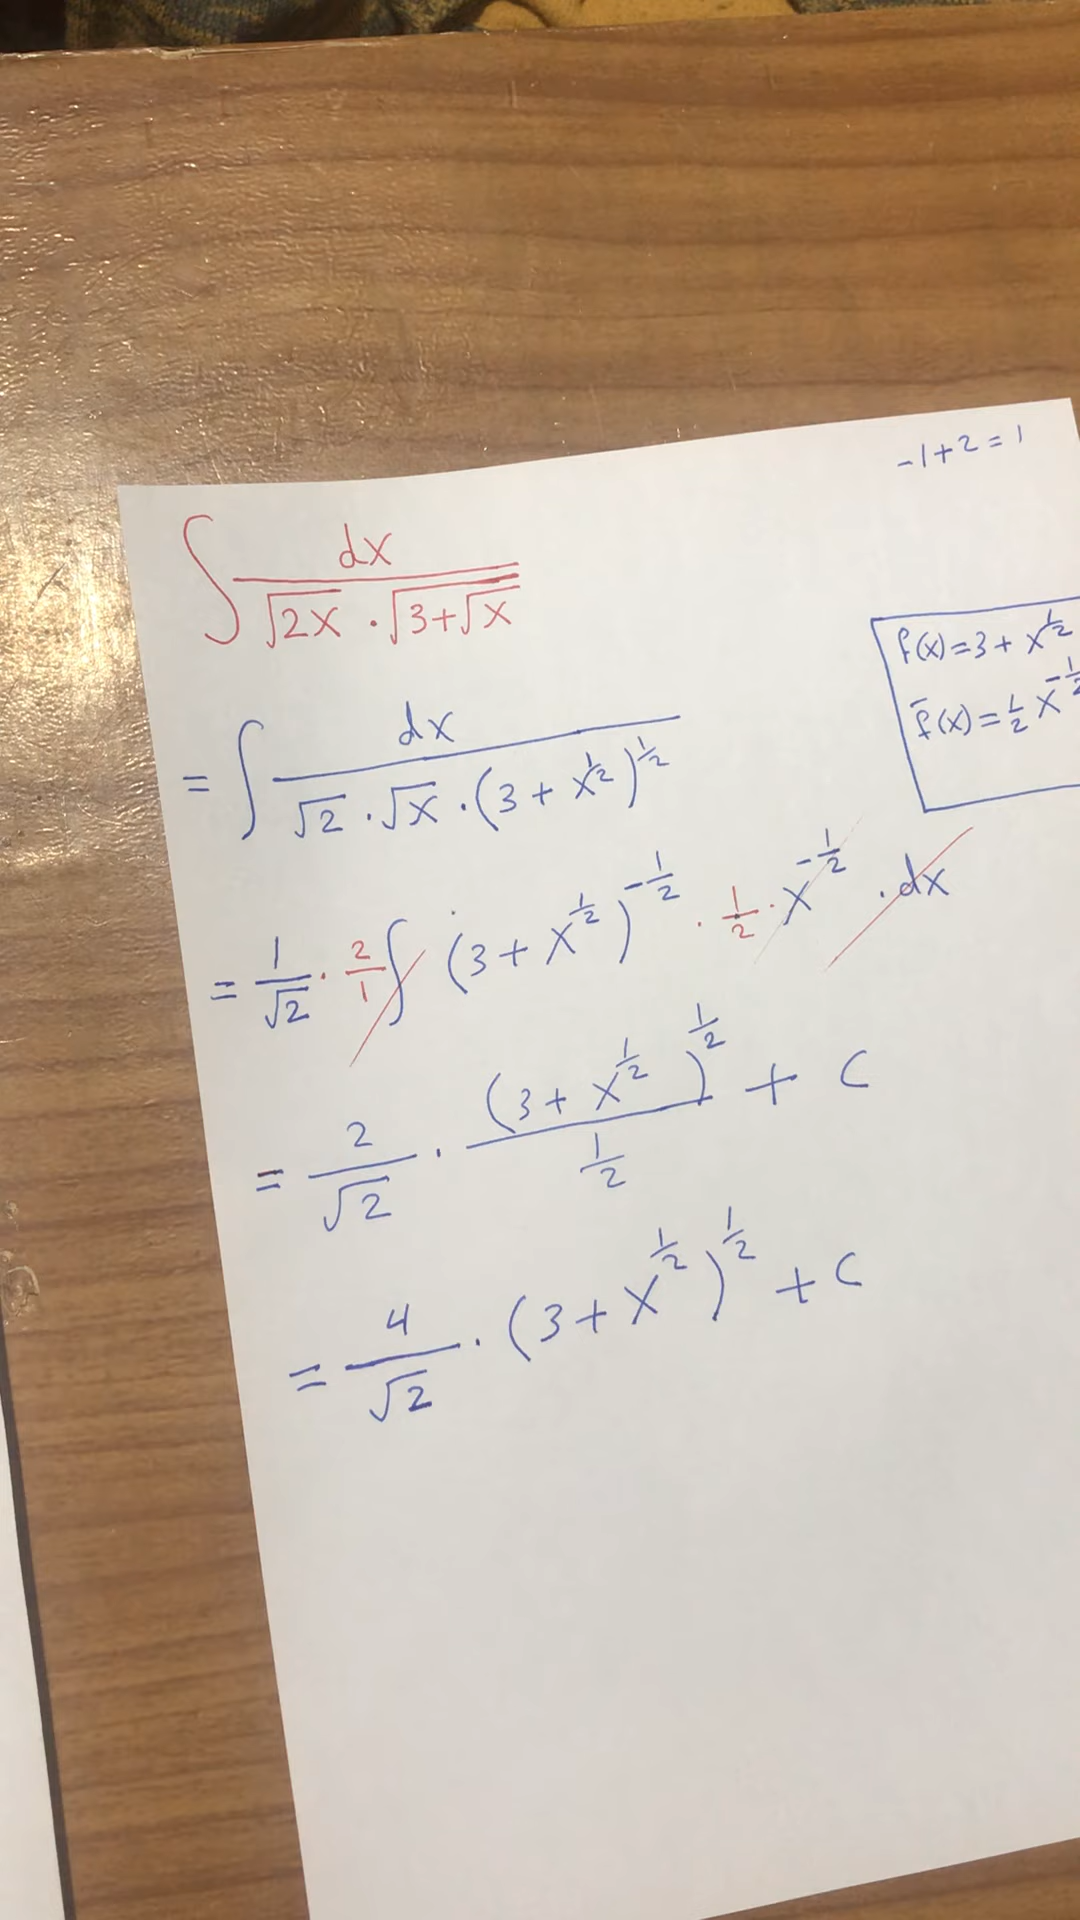 -1+2=1
∫ dx / (√2x · √(3+√x))
= ∫ dx / (√2 · √x · (3 + x^(1/2))^(1/2))
f(x)=3+ x^(1/2)
f̄(x)= 1/2 x^(-1/2)
= 1/√2 · 2/1 ∫ (3 + x^(1/2))^(-1/2) · 1/2 · x^(-1/2) · dx
= 2/√2 · (3 + x^(1/2))^(1/2) / (1/2) + C
= 4/√2 · (3 + x^(1/2))^(1/2) + C